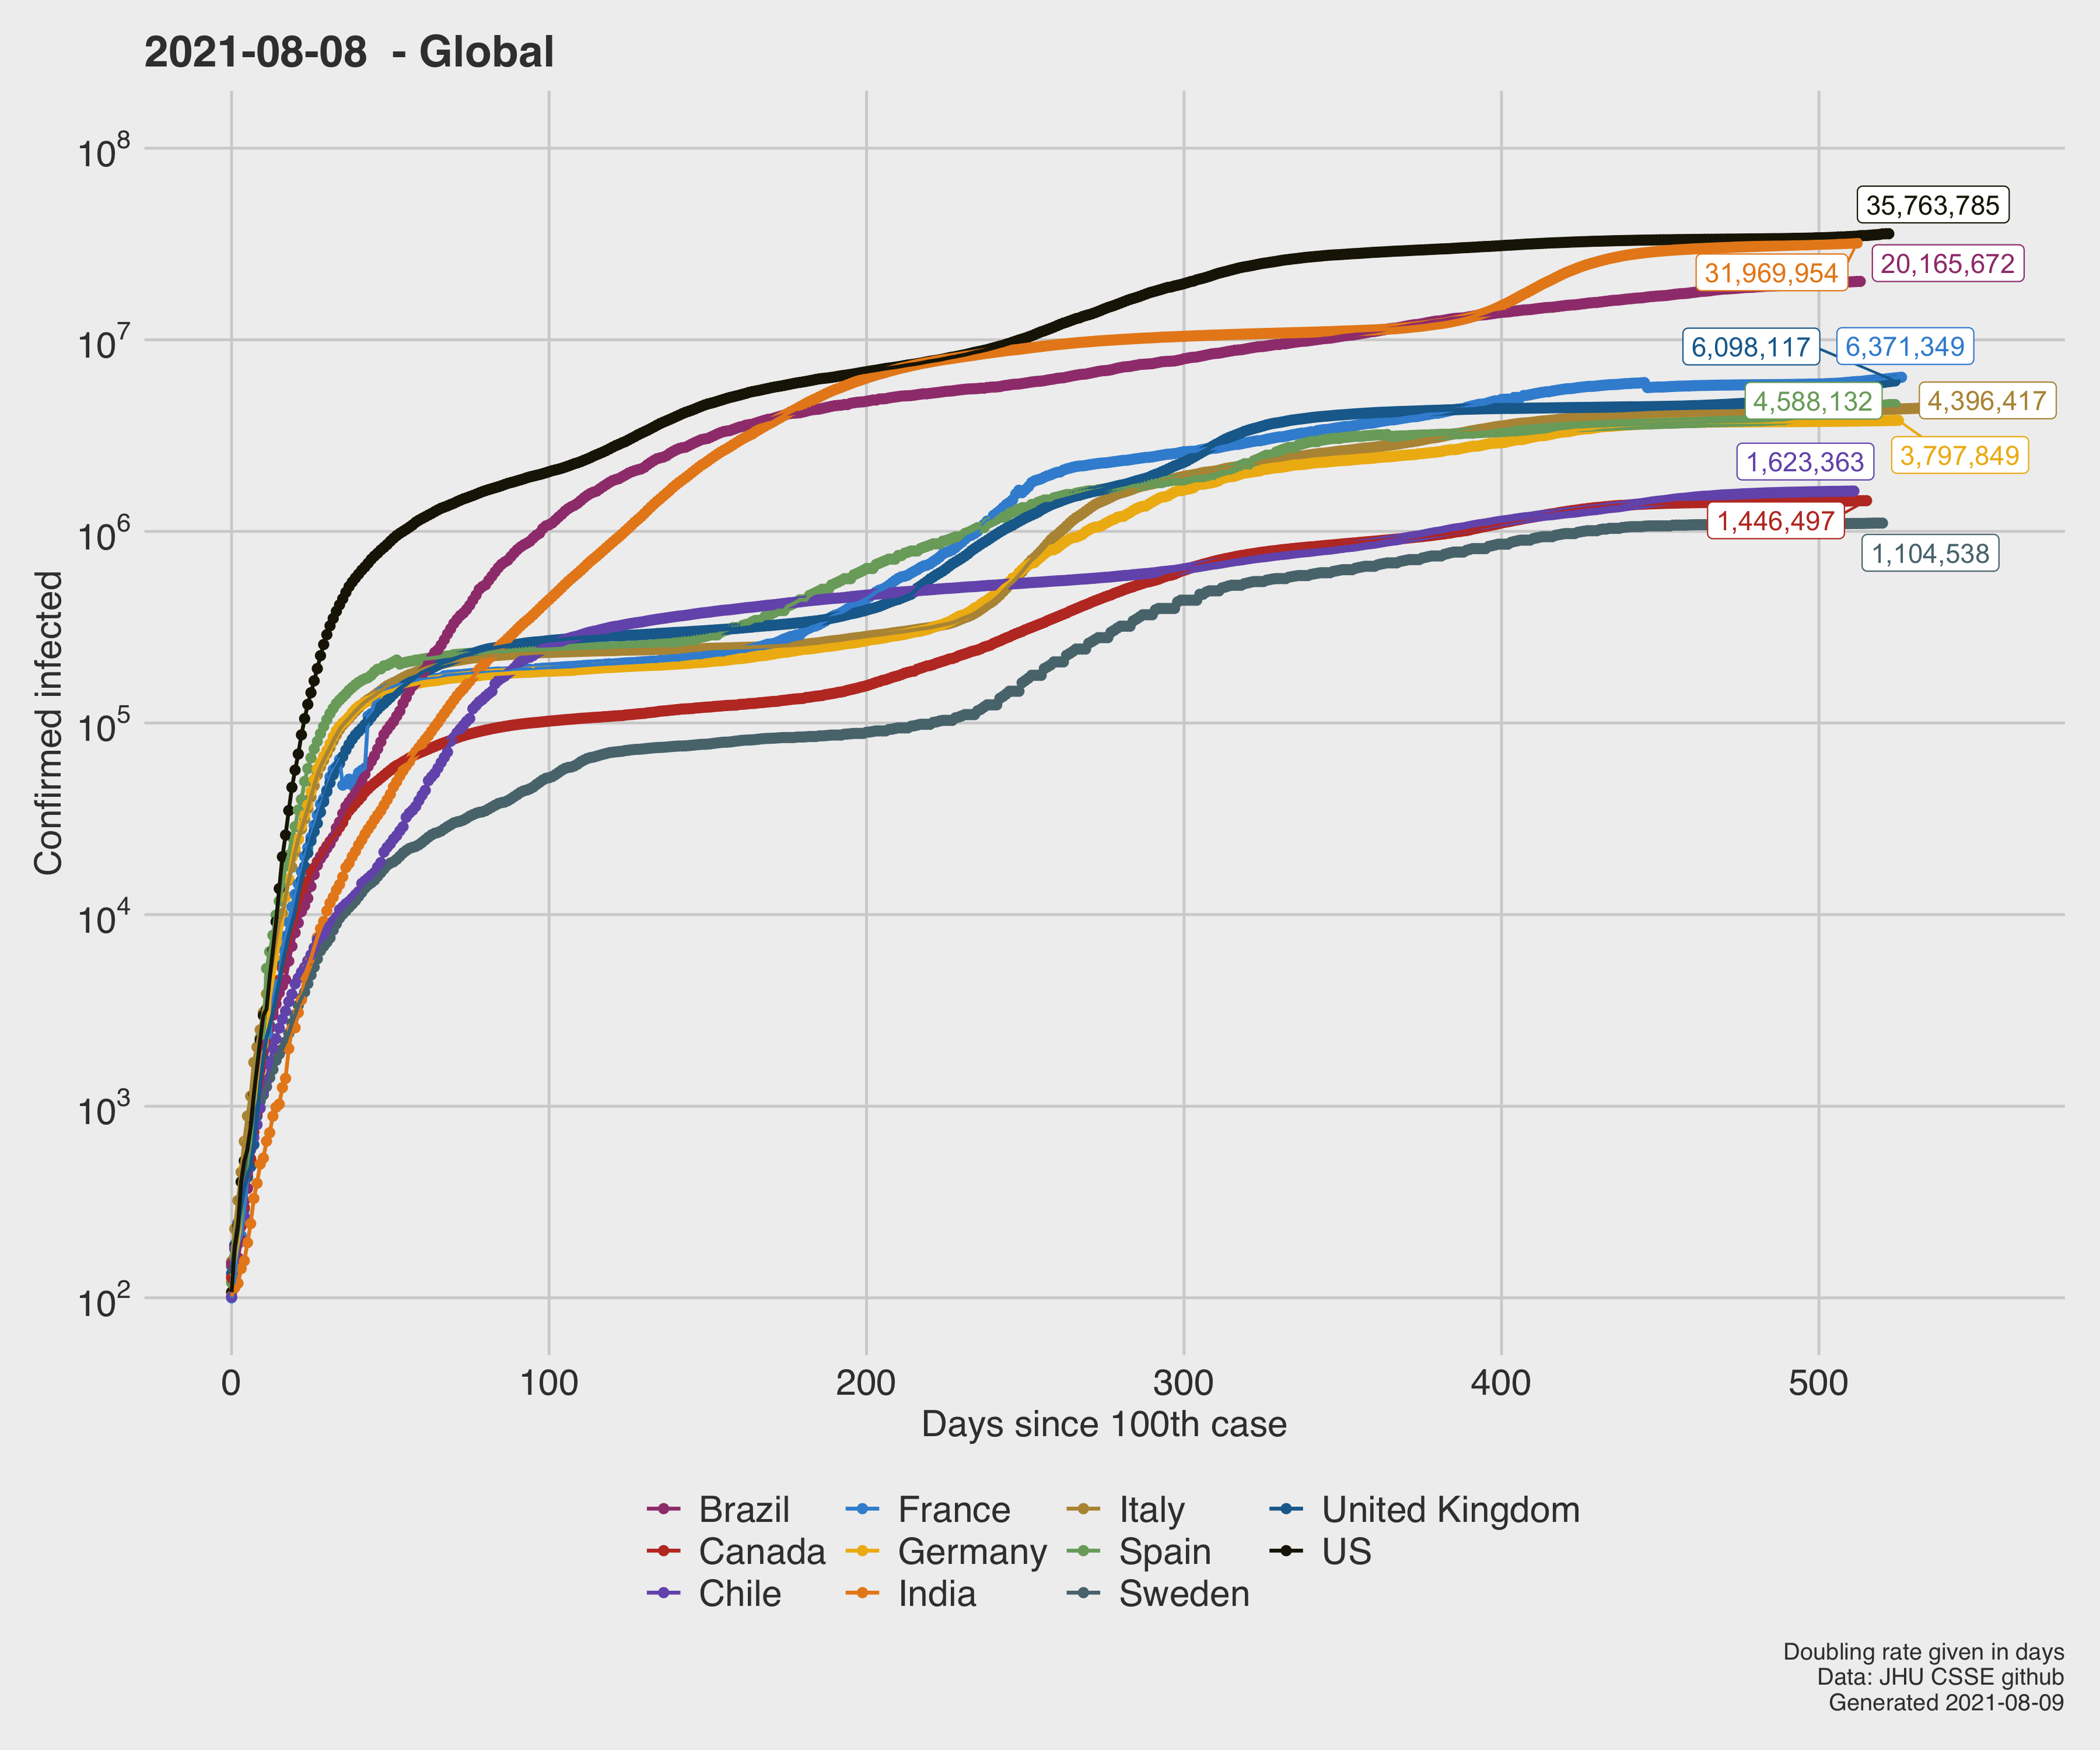 2021-08-08 - Global
10^8
10^7
10^6
10^5
10^4
10^3
10^2
Confirmed infected
35,763,785
31,969,954
20,165,672
6,098,117
6,371,349
4,588,132
4,396,417
1,623,363
3,797,849
1,446,497
1,104,538
0 100 200 300 400 500
Days since 100th case
Brazil France Italy United Kingdom
Canada Germany Spain US
Chile India Sweden
Doubling rate given in days
Data: JHU CSSE github
Generated 2021-08-09